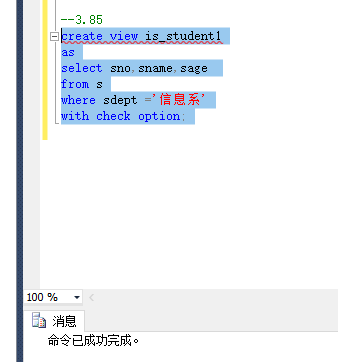 --3.85
create view is_student1
as
select sno,sname,sage
from s
where sdept ='信息系'
with check option;
100 %
消息
命令已成功完成。